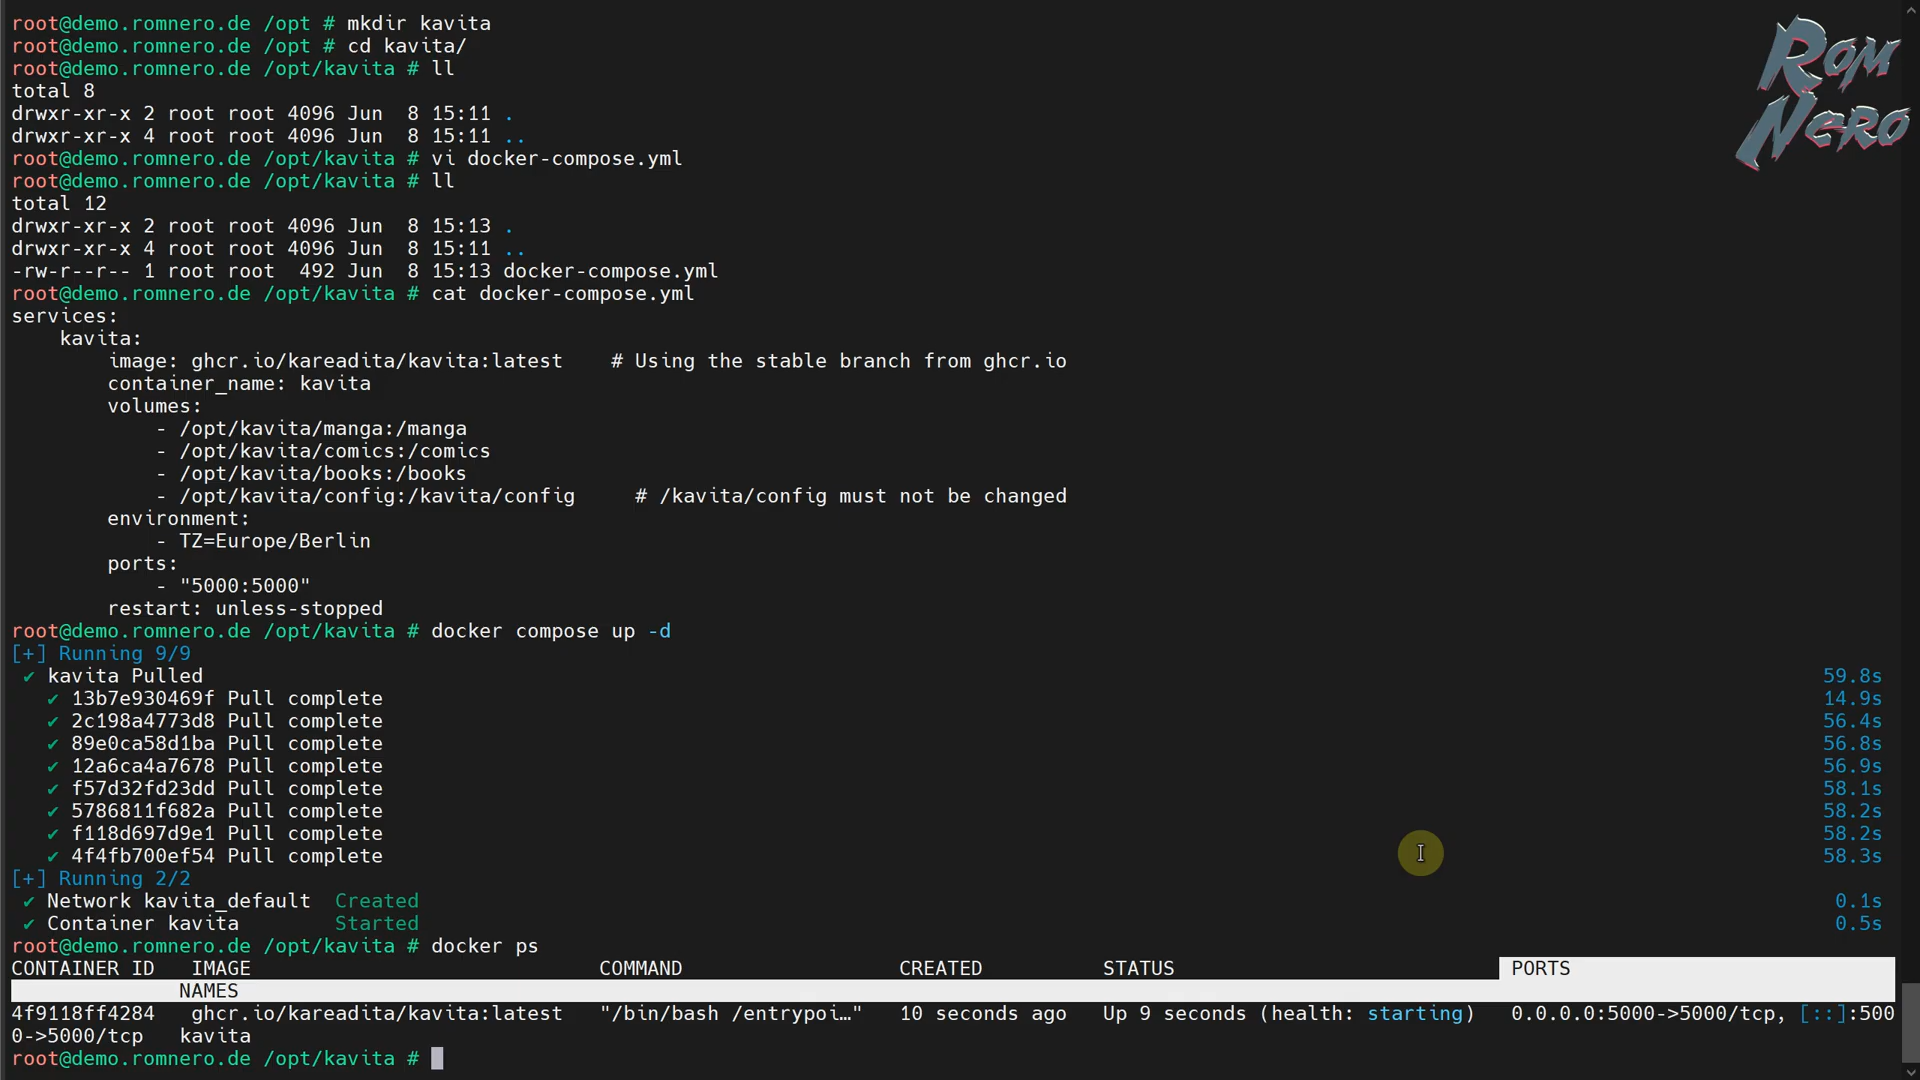 root@demo.romnero.de /opt # mkdir kavita
root@demo.romnero.de /opt # cd kavita/
root@demo.romnero.de /opt/kavita # ll
total 8
drwxr-xr-x 2 root root 4096 Jun  8 15:11 .
drwxr-xr-x 4 root root 4096 Jun  8 15:11 ..
root@demo.romnero.de /opt/kavita # vi docker-compose.yml
root@demo.romnero.de /opt/kavita # ll
total 12
drwxr-xr-x 2 root root 4096 Jun  8 15:13 .
drwxr-xr-x 4 root root 4096 Jun  8 15:11 ..
-rw-r--r-- 1 root root  492 Jun  8 15:13 docker-compose.yml
root@demo.romnero.de /opt/kavita # cat docker-compose.yml
services:
    kavita:
        image: ghcr.io/kareadita/kavita:latest    # Using the stable branch from ghcr.io
        container_name: kavita
        volumes:
            - /opt/kavita/manga:/manga
            - /opt/kavita/comics:/comics
            - /opt/kavita/books:/books
            - /opt/kavita/config:/kavita/config     # /kavita/config must not be changed
        environment:
            - TZ=Europe/Berlin
        ports:
            - "5000:5000"
        restart: unless-stopped
root@demo.romnero.de /opt/kavita # docker compose up -d
[+] Running 9/9
 ✔ kavita Pulled 59.8s
   ✔ 13b7e930469f Pull complete 14.9s
   ✔ 2c198a4773d8 Pull complete 56.4s
   ✔ 89e0ca58d1ba Pull complete 56.8s
   ✔ 12a6ca4a7678 Pull complete 56.9s
   ✔ f57d32fd23dd Pull complete 58.1s
   ✔ 5786811f682a Pull complete 58.2s
   ✔ f118d697d9e1 Pull complete 58.2s
   ✔ 4f4fb700ef54 Pull complete 58.3s
[+] Running 2/2
 ✔ Network kavita_default  Created 0.1s
 ✔ Container kavita        Started 0.5s
root@demo.romnero.de /opt/kavita # docker ps
CONTAINER ID   IMAGE                             COMMAND                  CREATED          STATUS                            PORTS
              NAMES
4f9118ff4284   ghcr.io/kareadita/kavita:latest   "/bin/bash /entrypoi…"   10 seconds ago   Up 9 seconds (health: starting)   0.0.0.0:5000->5000/tcp, [::]:500
0->5000/tcp   kavita
root@demo.romnero.de /opt/kavita #
Rom
Nero